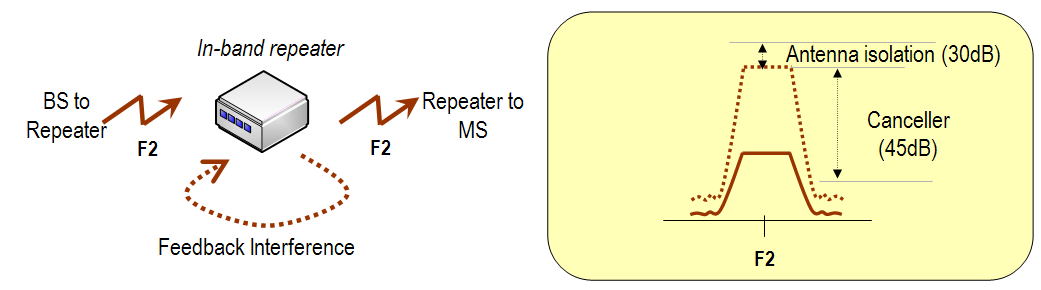 In-band repeater
BS to
Repeater
F2
F2
Repeater to
MS
Feedback Interference
Antenna isolation (30dB)
Canceller
(45dB)
F2